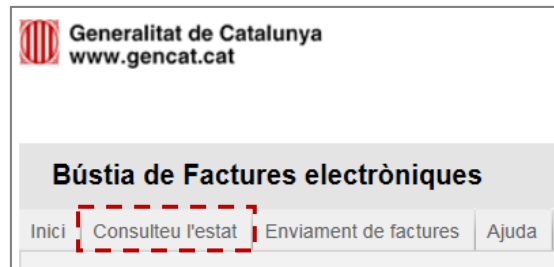 Generalitat de Catalunya
www.gencat.cat
Bústia de Factures electròniques
Inici Consulteu l'estat Enviament de factures Ajuda